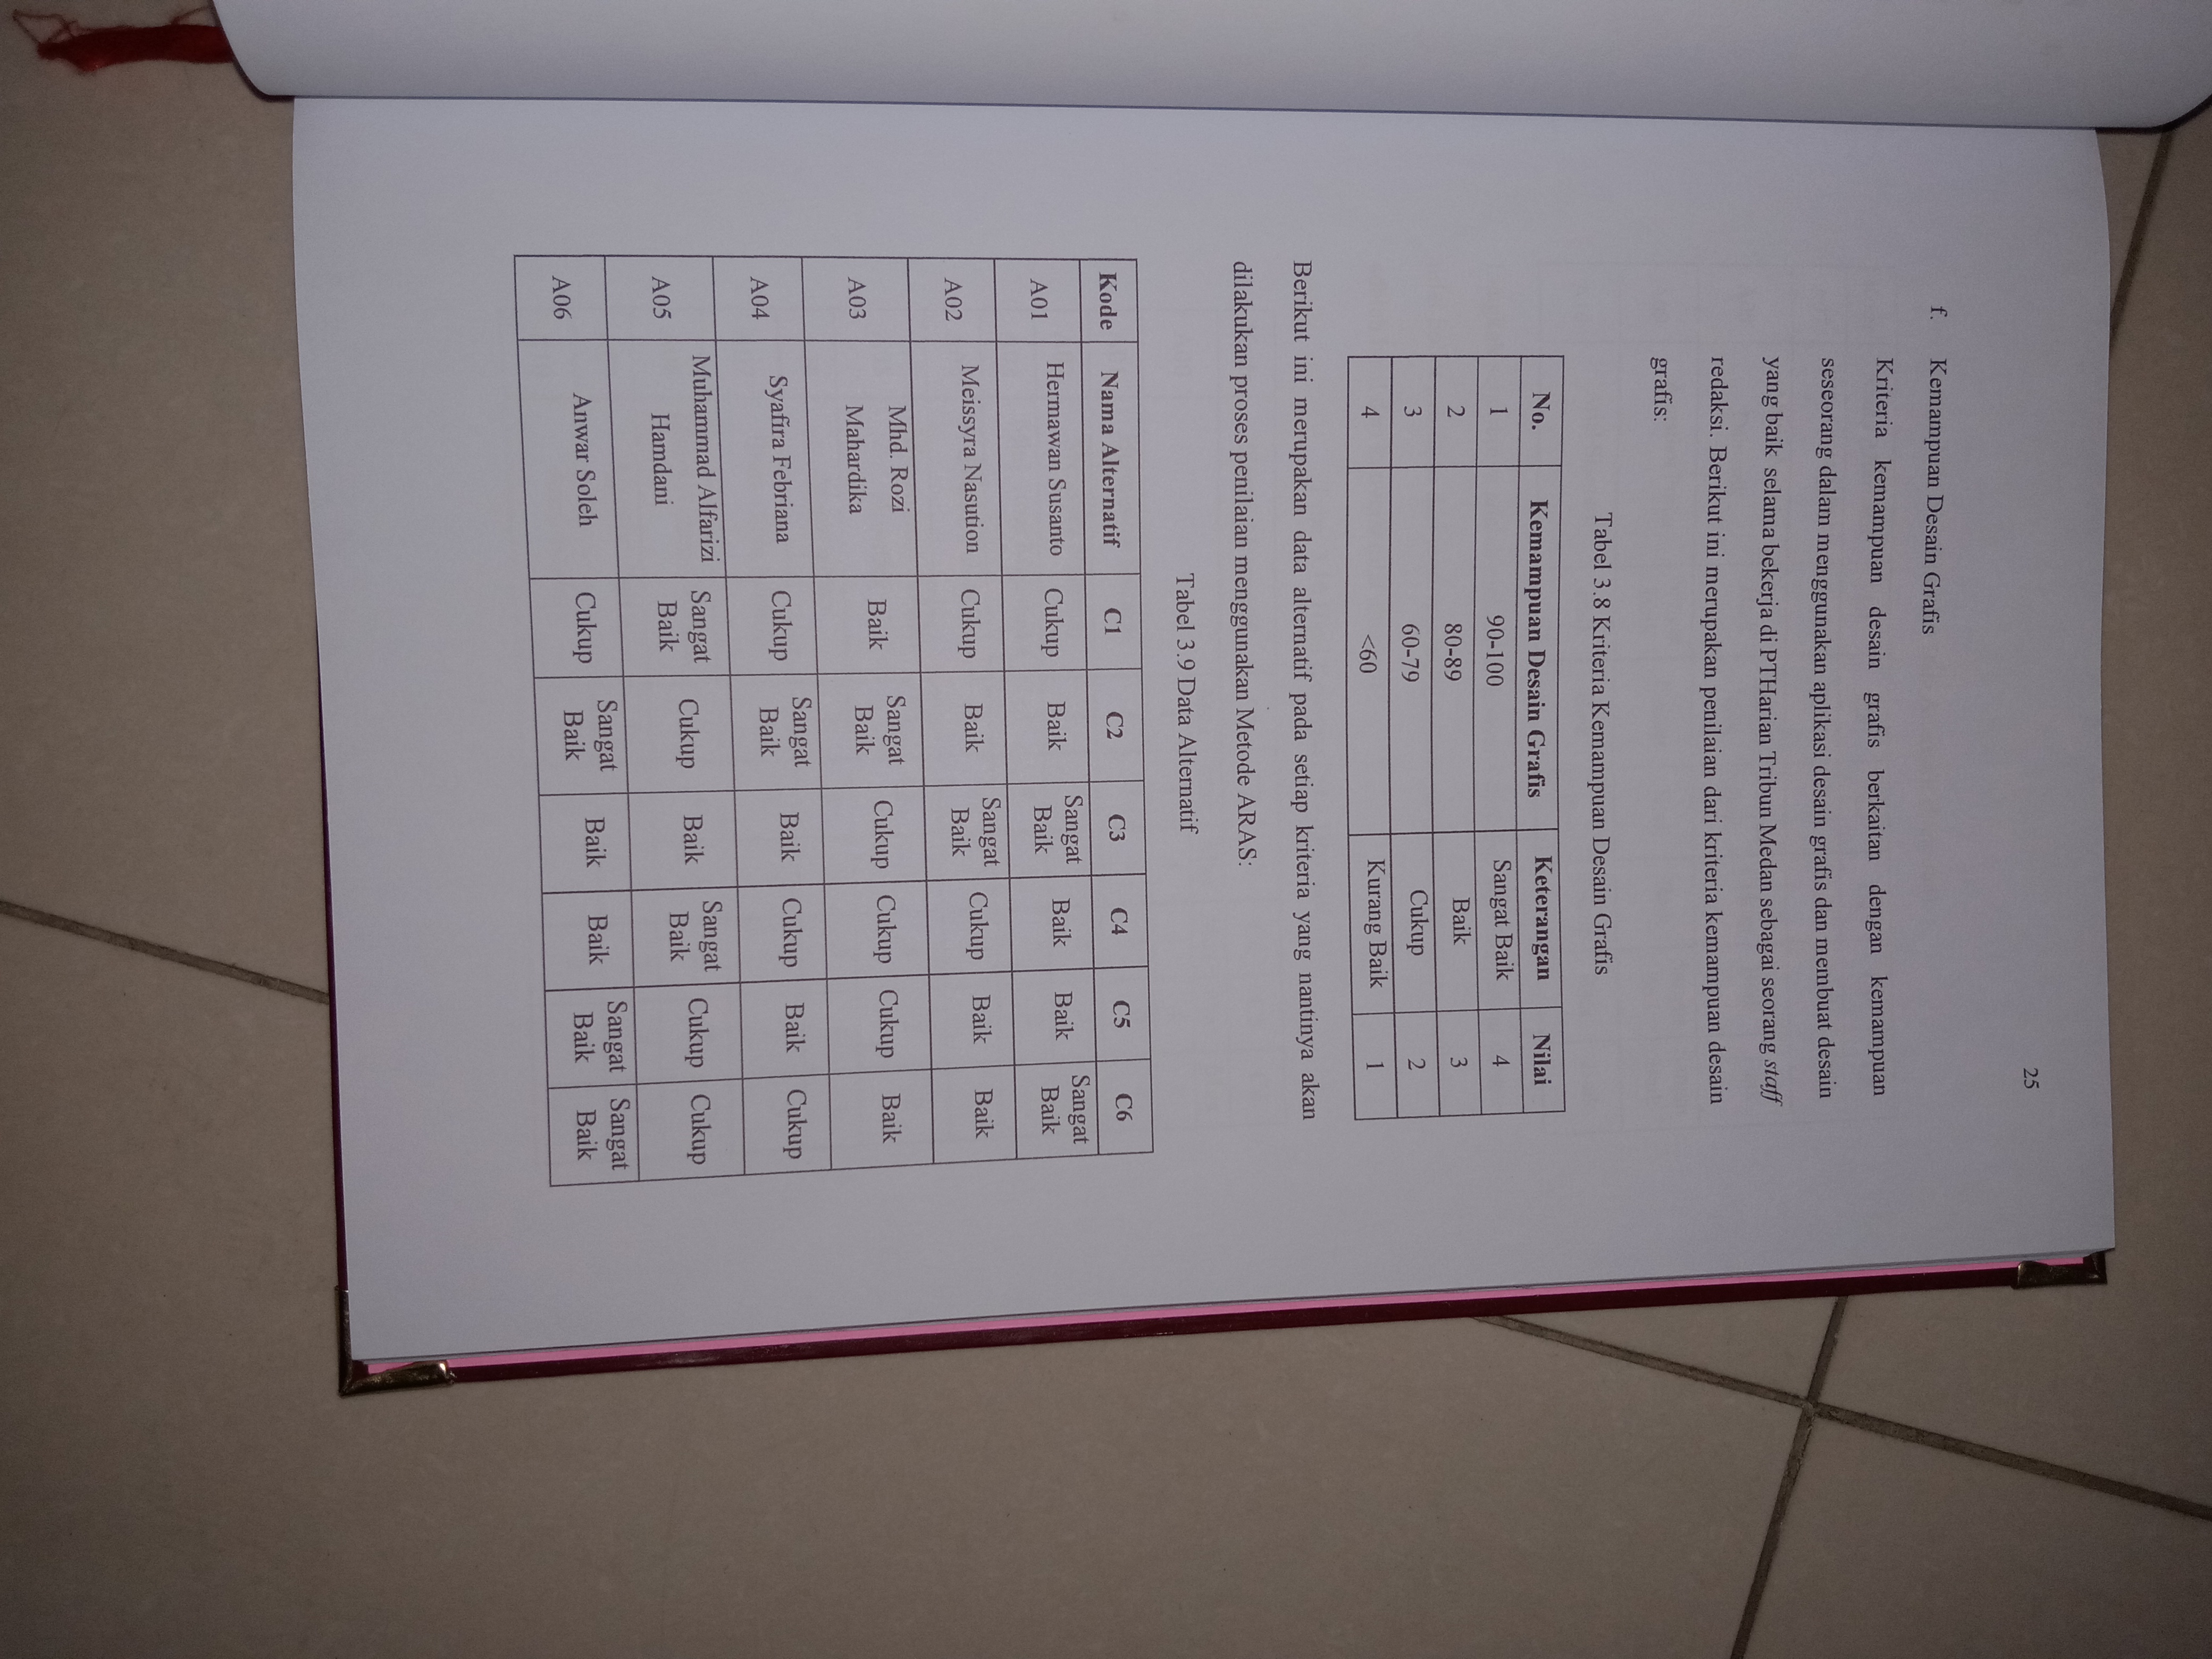 25
f. Kemampuan Desain Grafis
Kriteria kemampuan desain grafis berkaitan dengan kemampuan
seseorang dalam menggunakan aplikasi desain grafis dan membuat desain
yang baik selama bekerja di PTHarian Tribun Medan sebagai seorang staff
redaksi. Berikut ini merupakan penilaian dari kriteria kemampuan desain
grafis:
Tabel 3.8 Kriteria Kemampuan Desain Grafis
No. Kemampuan Desain Grafis Keterangan Nilai
1 90-100 Sangat Baik 4
2 80-89 Baik 3
3 60-79 Cukup 2
4 <60 Kurang Baik 1
Berikut ini merupakan data alternatif pada setiap kriteria yang nantinya akan
dilakukan proses penilaian menggunakan Metode ARAS:
Tabel 3.9 Data Alternatif
Kode Nama Alternatif C1 C2 C3 C4 C5 C6
A01 Hermawan Susanto Cukup Baik Sangat Baik Baik Baik Sangat Baik
A02 Meissyra Nasution Cukup Baik Sangat Baik Cukup Baik Baik
A03 Mhd. Rozi Mahardika Baik Sangat Baik Cukup Cukup Cukup Baik
A04 Syafira Febriana Cukup Sangat Baik Baik Cukup Baik Cukup
A05 Muhammad Alfarizi Hamdani Sangat Baik Cukup Baik Sangat Baik Cukup Cukup
A06 Anwar Soleh Cukup Sangat Baik Baik Baik Sangat Baik Sangat Baik